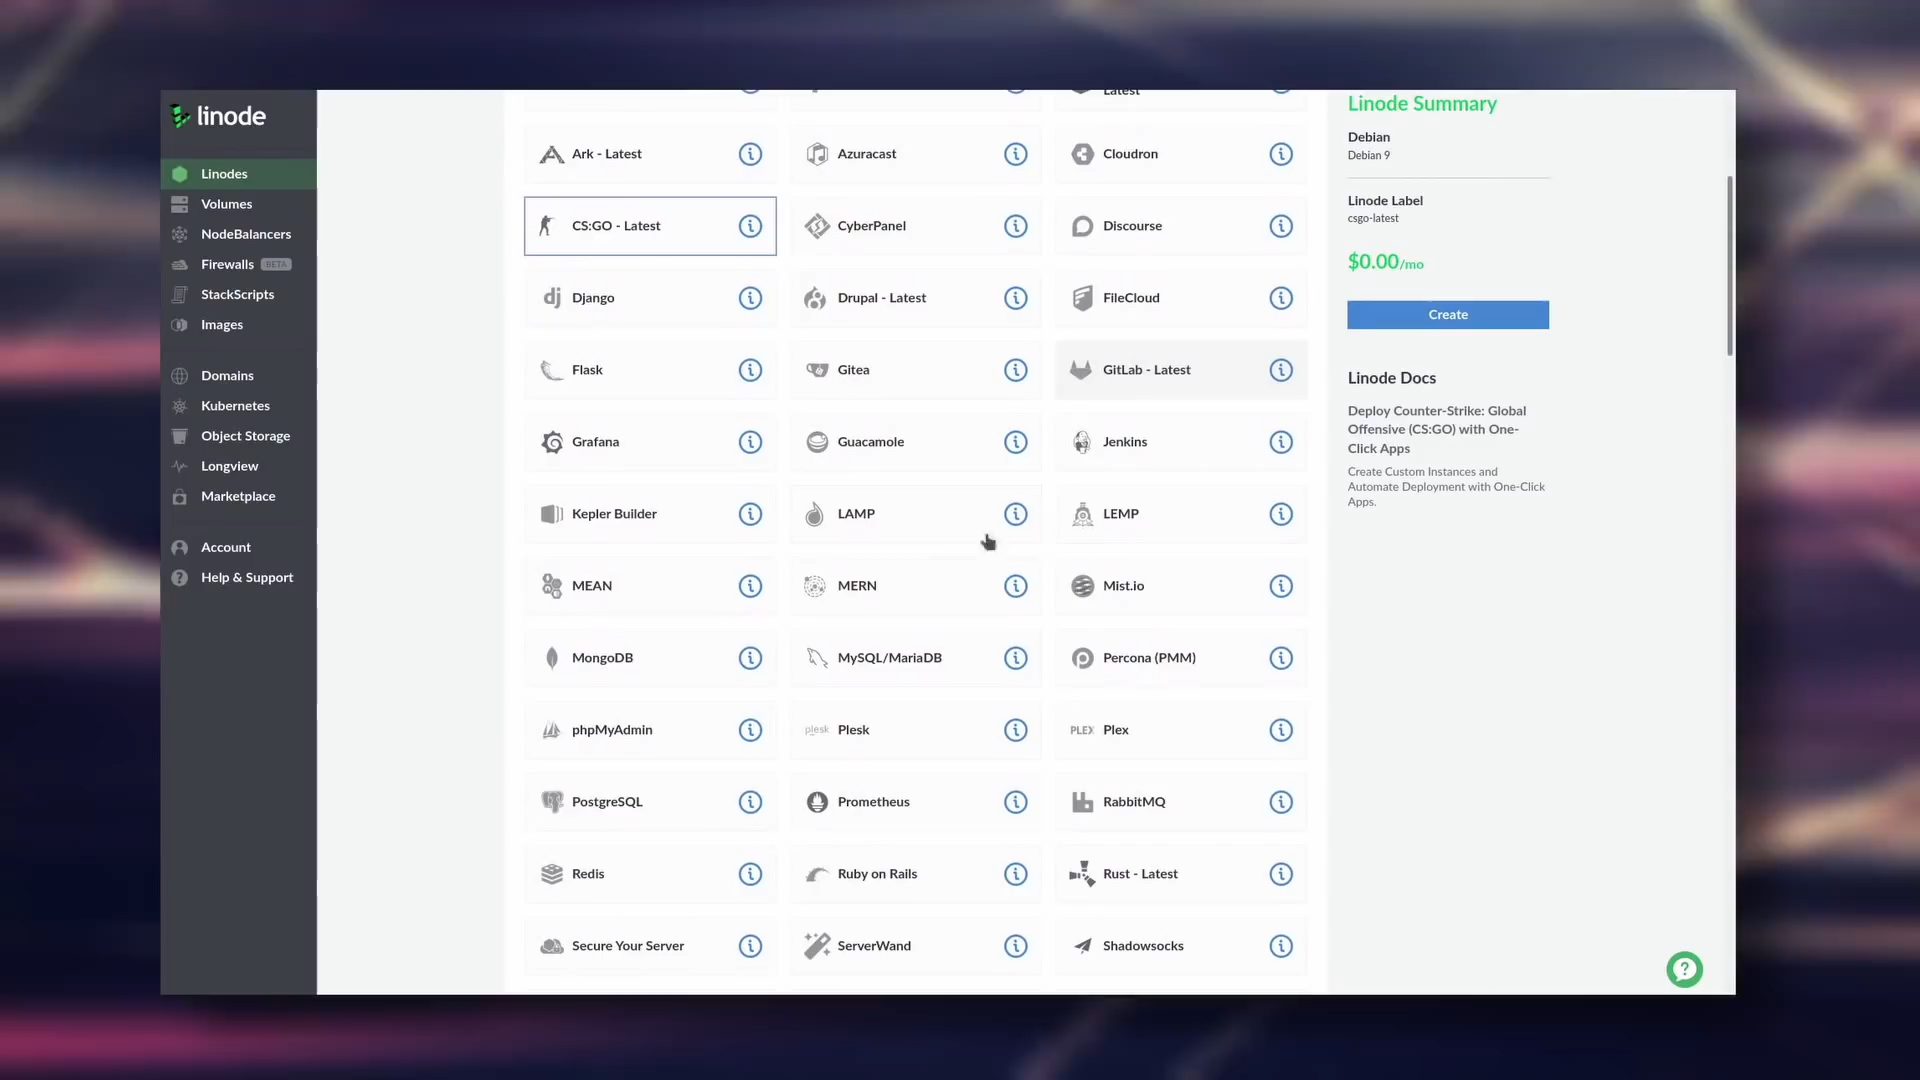 linode
Linodes
Volumes
NodeBalancers
Firewalls BETA
StackScripts
Images
Domains
Kubernetes
Object Storage
Longview
Marketplace
Account
Help & Support
Latest
Ark - Latest
Azuracast
Cloudron
CS:GO - Latest
CyberPanel
Discourse
Django
Drupal - Latest
FileCloud
Flask
Gitea
GitLab - Latest
Grafana
Guacamole
Jenkins
Kepler Builder
LAMP
LEMP
MEAN
MERN
Mist.io
MongoDB
MySQL/MariaDB
Percona (PMM)
phpMyAdmin
plesk Plesk
PLEX Plex
PostgreSQL
Prometheus
RabbitMQ
Redis
Ruby on Rails
Rust - Latest
Secure Your Server
ServerWand
Shadowsocks
Linode Summary
Debian
Debian 9
Linode Label
csgo-latest
$0.00/mo
Create
Linode Docs
Deploy Counter-Strike: Global
Offensive (CS:GO) with One-
Click Apps
Create Custom Instances and
Automate Deployment with One-Click
Apps.